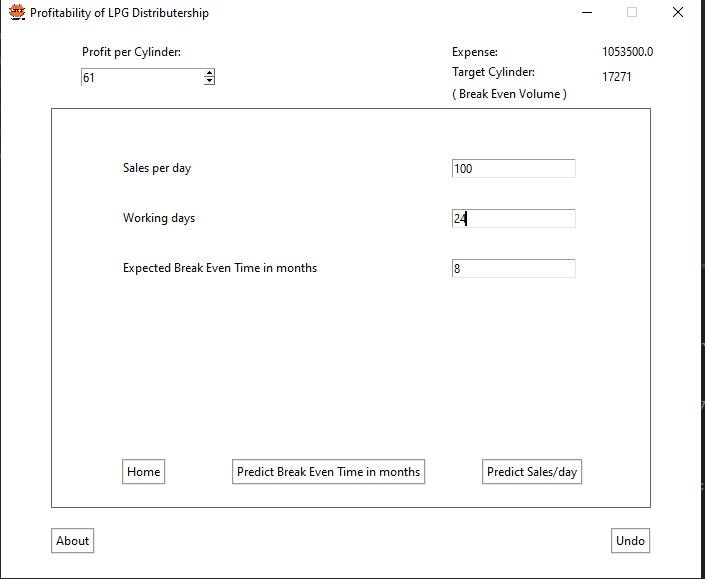 Profitability of LPG Distributership
Profit per Cylinder:
61
Expense: 1053500.0
Target Cylinder: 17271
( Break Even Volume )
Sales per day 100
Working days 24
Expected Break Even Time in months 8
Home Predict Break Even Time in months Predict Sales/day
About Undo